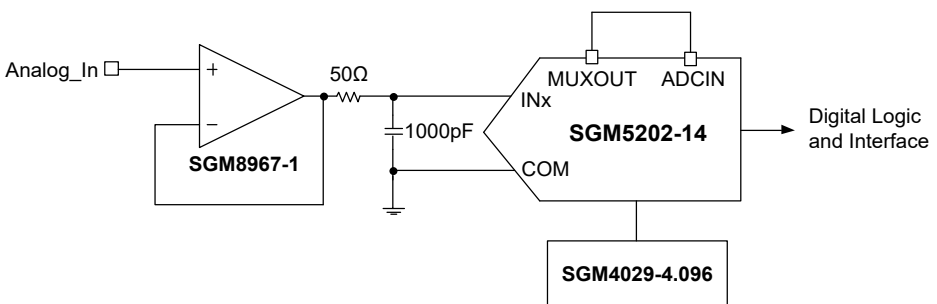 Analog_In
+
−
SGM8967-1
50Ω
1000pF
MUXOUT
ADCIN
INx
SGM5202-14
COM
Digital Logic
and Interface
SGM4029-4.096